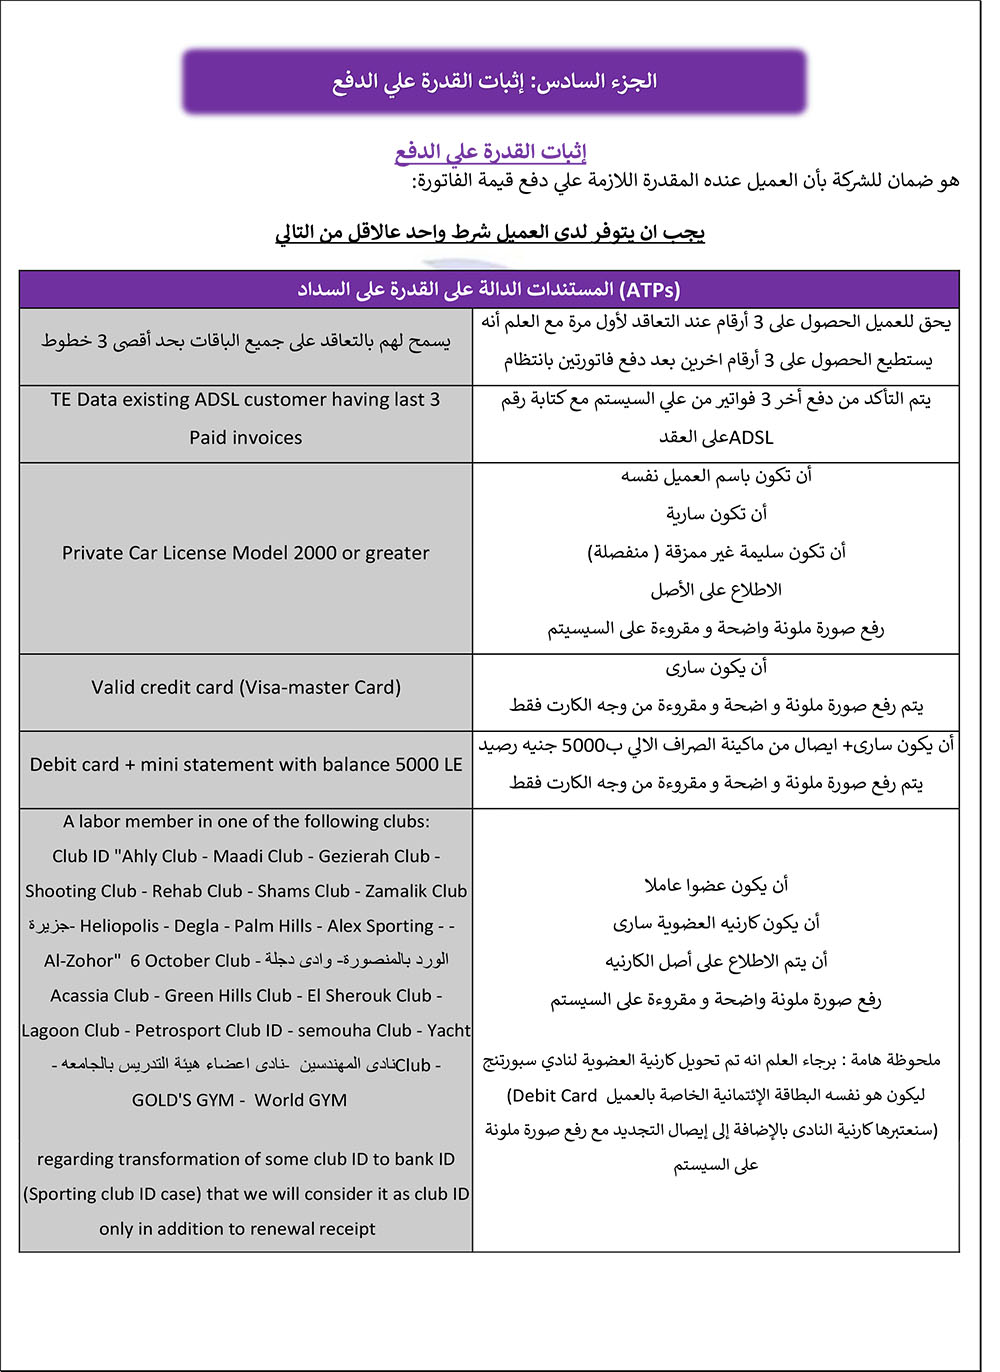 الجزء السادس: إثبات القدرة علي الدفع
إثبات القدرة علي الدفع
هو ضمان للشركة بأن العميل عنده المقدرة اللازمة علي دفع قيمة الفاتورة:
يجب ان يتوفر لدى العميل شرط واحد عالاقل من التالي
المستندات الدالة على القدرة على السداد (ATPs)
يحق للعميل الحصول على 3 أرقام عند التعاقد لأول مرة مع العلم أنه
يستطيع الحصول على 3 أرقام اخرين بعد دفع فاتورتين بانتظام
يسمح لهم بالتعاقد على جميع الباقات بحد أقصى 3 خطوط
يتم التأكد من دفع أخر 3 فواتير من علي السيستم مع كتابة رقم
ADSLعلى العقد
TE Data existing ADSL customer having last 3
Paid invoices
أن تكون باسم العميل نفسه
أن تكون سارية
أن تكون سليمة غير ممزقة ( منفصلة)
الاطلاع على الأصل
رفع صورة ملونة واضحة و مقروءة على السيسيتم
Private Car License Model 2000 or greater
أن يكون سارى
يتم رفع صورة ملونة و اضحة و مقروءة من وجه الكارت فقط
Valid credit card (Visa-master Card)
أن يكون سارى+ ايصال من ماكينة الصراف الالي ب5000 جنيه رصيد
يتم رفع صورة ملونة و اضحة و مقروءة من وجه الكارت فقط
Debit card + mini statement with balance 5000 LE
أن يكون عضوا عاملا
أن يكون كارنيه العضوية سارى
أن يتم الاطلاع على أصل الكارنيه
رفع صورة ملونة واضحة و مقروءة على السيستم
ملحوظة هامة : برجاء العلم انه تم تحويل كارنية العضوية لنادي سبورتنج
ليكون هو نفسه البطاقة الإئتمانية الخاصة بالعميل Debit Card)
(سنعتبرها كارنية النادى بالإضافة إلى إيصال التجديد مع رفع صورة ملونة
على السيستم
A labor member in one of the following clubs:
Club ID "Ahly Club - Maadi Club - Gezierah Club -
Shooting Club - Rehab Club - Shams Club - Zamalik Club
جزيرة- Heliopolis - Degla - Palm Hills - Alex Sporting - -
Al-Zohor" 6 October Club - الورد بالمنصورة- وادى دجلة
Acassia Club - Green Hills Club - El Sherouk Club -
Lagoon Club - Petrosport Club ID - semouha Club - Yacht
- نادى المهندسين -نادى اعضاء هيئة التدريس بالجامعهClub -
GOLD'S GYM - World GYM
regarding transformation of some club ID to bank ID
(Sporting club ID case) that we will consider it as club ID
only in addition to renewal receipt